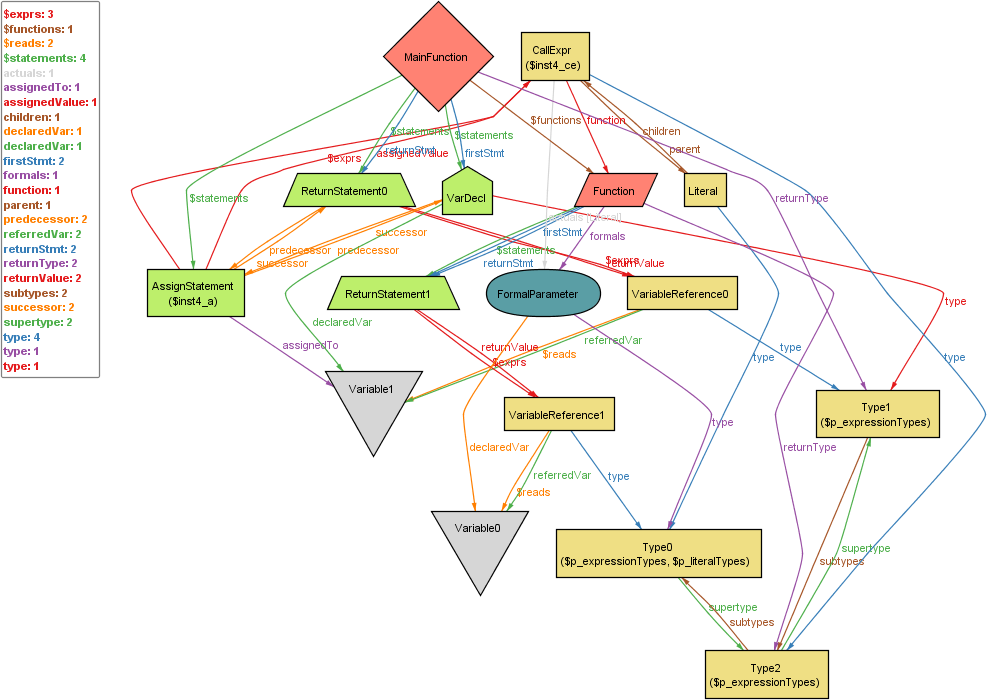 $exprs: 3
$functions: 1
$reads: 2
$statements: 4
actuals: 1
assignedTo: 1
assignedValue: 1
children: 1
declaredVar: 1
declaredVar: 1
firstStmt: 2
formals: 1
function: 1
parent: 1
predecessor: 2
referredVar: 2
returnStmt: 2
returnType: 2
returnValue: 2
subtypes: 2
successor: 2
supertype: 2
type: 4
type: 1
type: 1
MainFunction
CallExpr
($inst4_ce)
$functions
function
children
$statements
$statements
returnStmt
firstStmt
assignedValue
$exprs
parent
ReturnStatement0
VarDecl
Function
Literal
$statements
returnType
actuals [Literal]
successor
firstStmt
formals
predecessor
predecessor
$statements
successor
returnStmt
$exprs
returnValue
AssignStatement
($inst4_a)
ReturnStatement1
FormalParameter
VariableReference0
type
declaredVar
assignedTo
returnValue
$exprs
$reads
referredVar
type
type
type
Variable1
VariableReference1
Type1
($p_expressionTypes)
type
declaredVar
returnType
referredVar
type
$reads
Variable0
Type0
($p_expressionTypes, $p_literalTypes)
supertype
subtypes
supertype
subtypes
Type2
($p_expressionTypes)